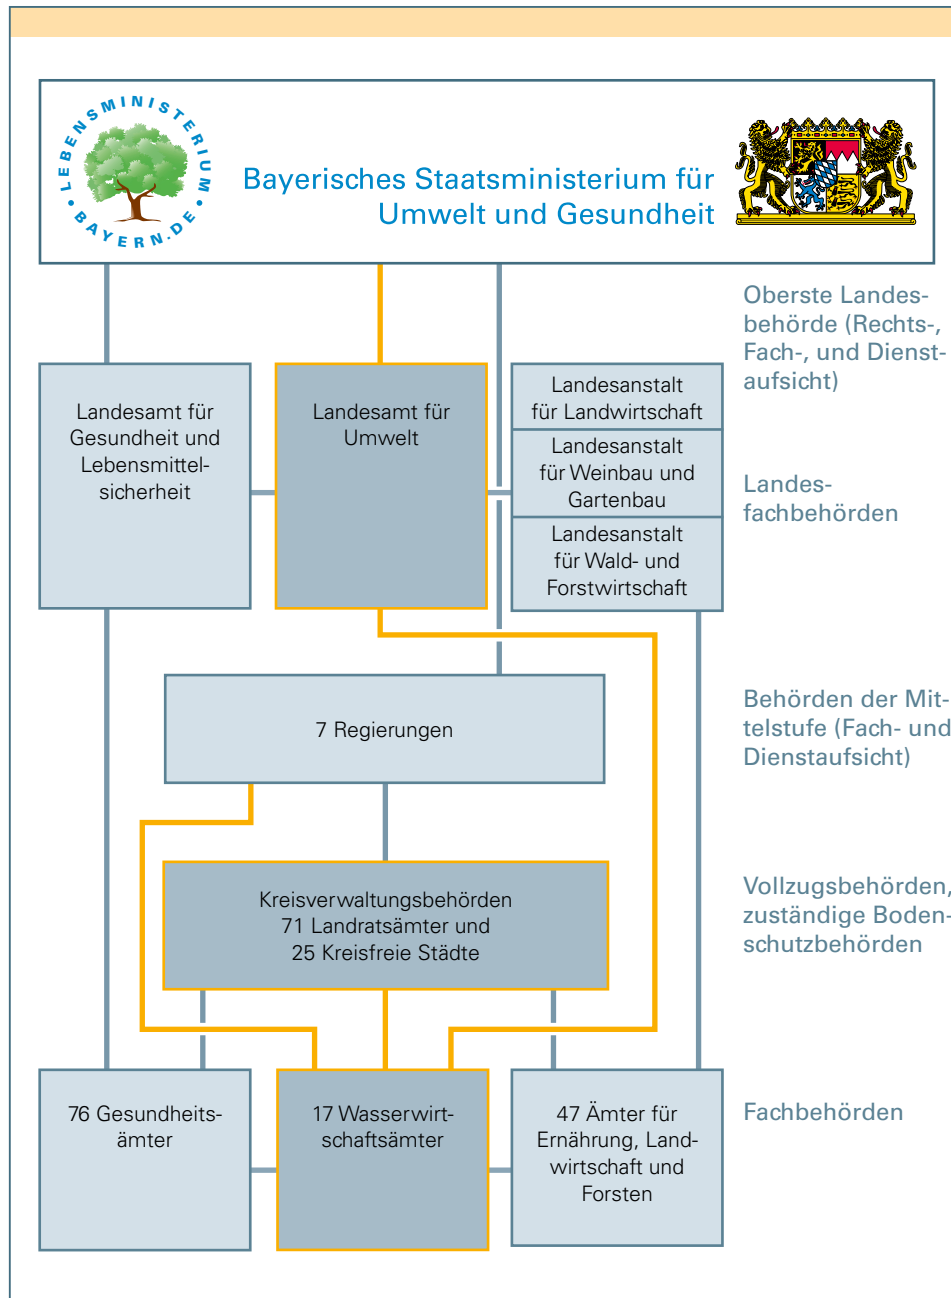 LEBENSMINISTERIUM
BAYERN.DE
Bayerisches Staatsministerium für
Umwelt und Gesundheit
Oberste Landes-
behörde (Rechts-,
Fach-, und Dienst-
aufsicht)
Landesamt für
Gesundheit und
Lebensmittel-
sicherheit
Landesamt für
Umwelt
Landesanstalt
für Landwirtschaft
Landesanstalt
für Weinbau und
Gartenbau
Landesanstalt
für Wald- und
Forstwirtschaft
Landes-
fachbehörden
7 Regierungen
Behörden der Mit-
telstufe (Fach- und
Dienstaufsicht)
Kreisverwaltungsbehörden
71 Landratsämter und
25 Kreisfreie Städte
Vollzugsbehörden,
zuständige Boden-
schutzbehörden
76 Gesundheits-
ämter
17 Wasserwirt-
schaftsämter
47 Ämter für
Ernährung, Land-
wirtschaft und
Forsten
Fachbehörden